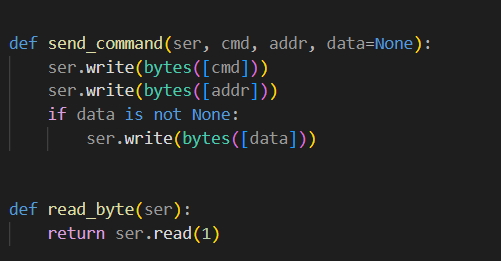 def send_command(ser, cmd, addr, data=None):
    ser.write(bytes([cmd]))
    ser.write(bytes([addr]))
    if data is not None:
        ser.write(bytes([data]))
def read_byte(ser):
    return ser.read(1)